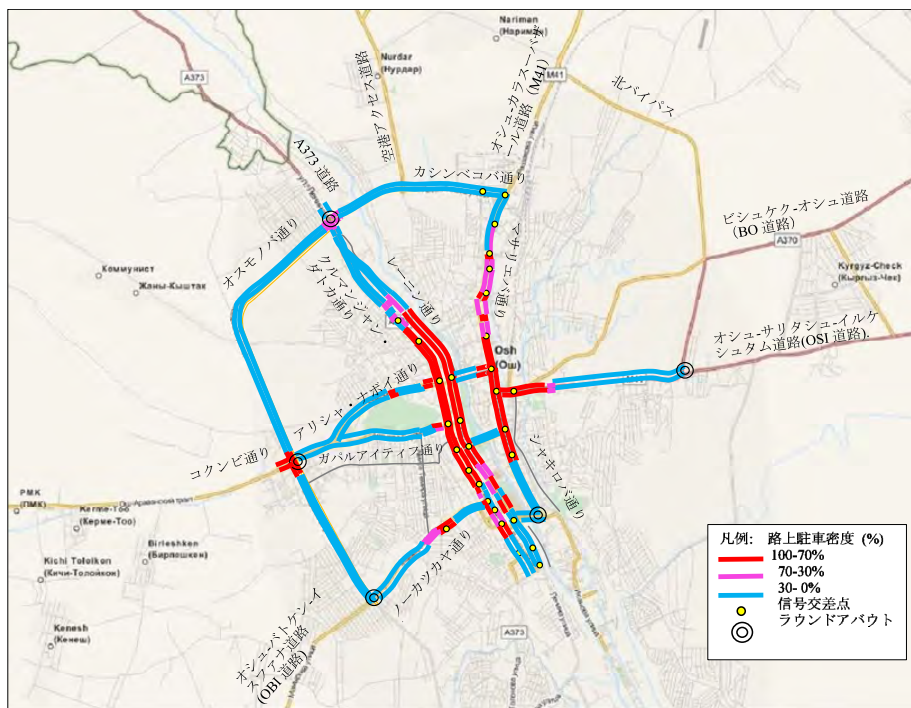 Nariman
(Нариман)
Nurdar
(Нурдар)
A373
M41
空港アクセス道路
オシュ-カラスーバザ
ール道路 (M41)
北バイパス
A373 道路
カシンベコバ通り
オスモノバ通り
マサリエバ通り
ビシュケク-オシュ道路
(BO 道路)
A370
Коммунист
Жаны-Кыштак
Kyrgyz-Check
(Кыргыз-Чек)
クルマンジャン・
ダトカ通り
レーニン通り
オシュ-サリタシュ-イルケ
シュタム道路(OSI 道路).
Osh
(Ош)
アリシャ・ナボイ通り
ガパルアイティフ通り
コクンビ通り
シャキロバ通り
РМК
(ПМК)
Ош-Араванский тракт
Kerme-Too
(Керме-Тоо)
Birleshken
(Бирлешкен)
Kichi Toloikon
(Кичи-Толойкон)
ノーカツカヤ通り
Kenesh
(Кенеш)
オシュ-バトケン-イ
スファナ道路
(OBI 道路)
A373
凡例: 路上駐車密度 (%)
100-70%
70-30%
30- 0%
信号交差点
ラウンドアバウト